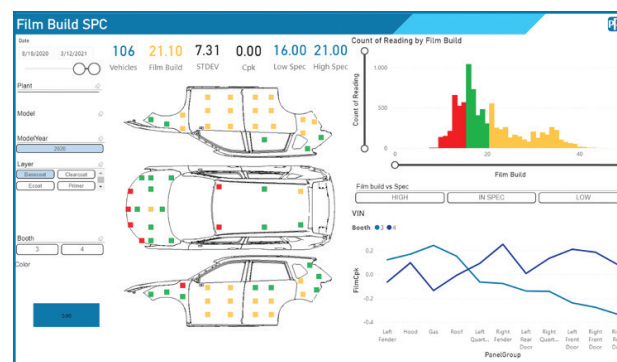 Film Build SPC
Date
8/18/2020 3/12/2021
106 21.10 7.31 0.00 16.00 21.00
Vehicles Film Build STDEV Cpk Low Spec High Spec
Plant
Model
ModelYear
2020
Layer
Basecoat Clearcoat
Ecoat Primer
Booth
3 4
Color
Count of Reading by Film Build
Count of Reading
1,000
500
0
0 20 40
Film Build
Film build vs Spec
HIGH IN SPEC LOW
VIN
Booth 3 4
FilmCpk
0.2
0.0
-0.2
-0.4
Left Fender
Hood
Gas
Roof
Left Quart...
Right Fender
Left Rear Door
Right Quart...
Left Front Door
Right Front Door
PanelGroup